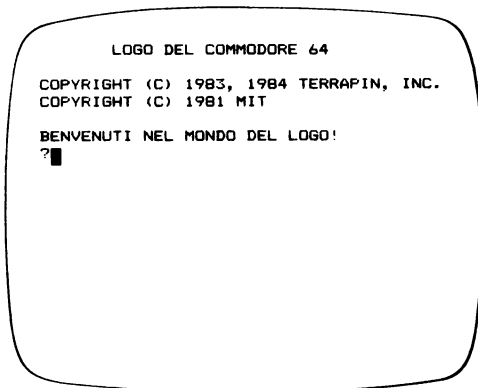 LOGO DEL COMMODORE 64
COPYRIGHT (C) 1983, 1984 TERRAPIN, INC.
COPYRIGHT (C) 1981 MIT
BENVENUTI NEL MONDO DEL LOGO!
?